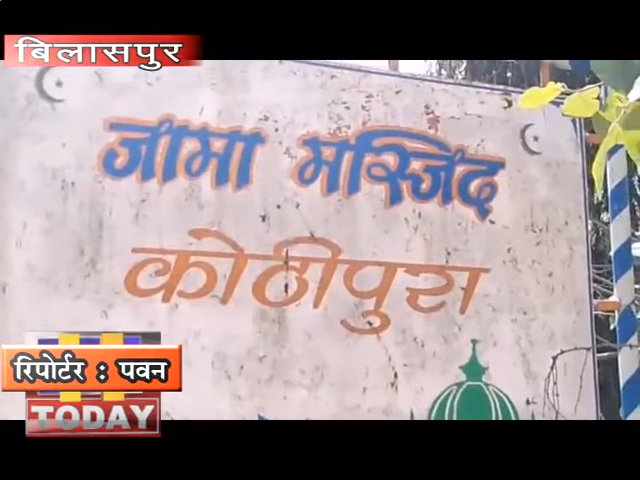 बिलासपुर
जामा मस्जिद
कोठीपुरा
रिपोर्टर : पवन
TODAY